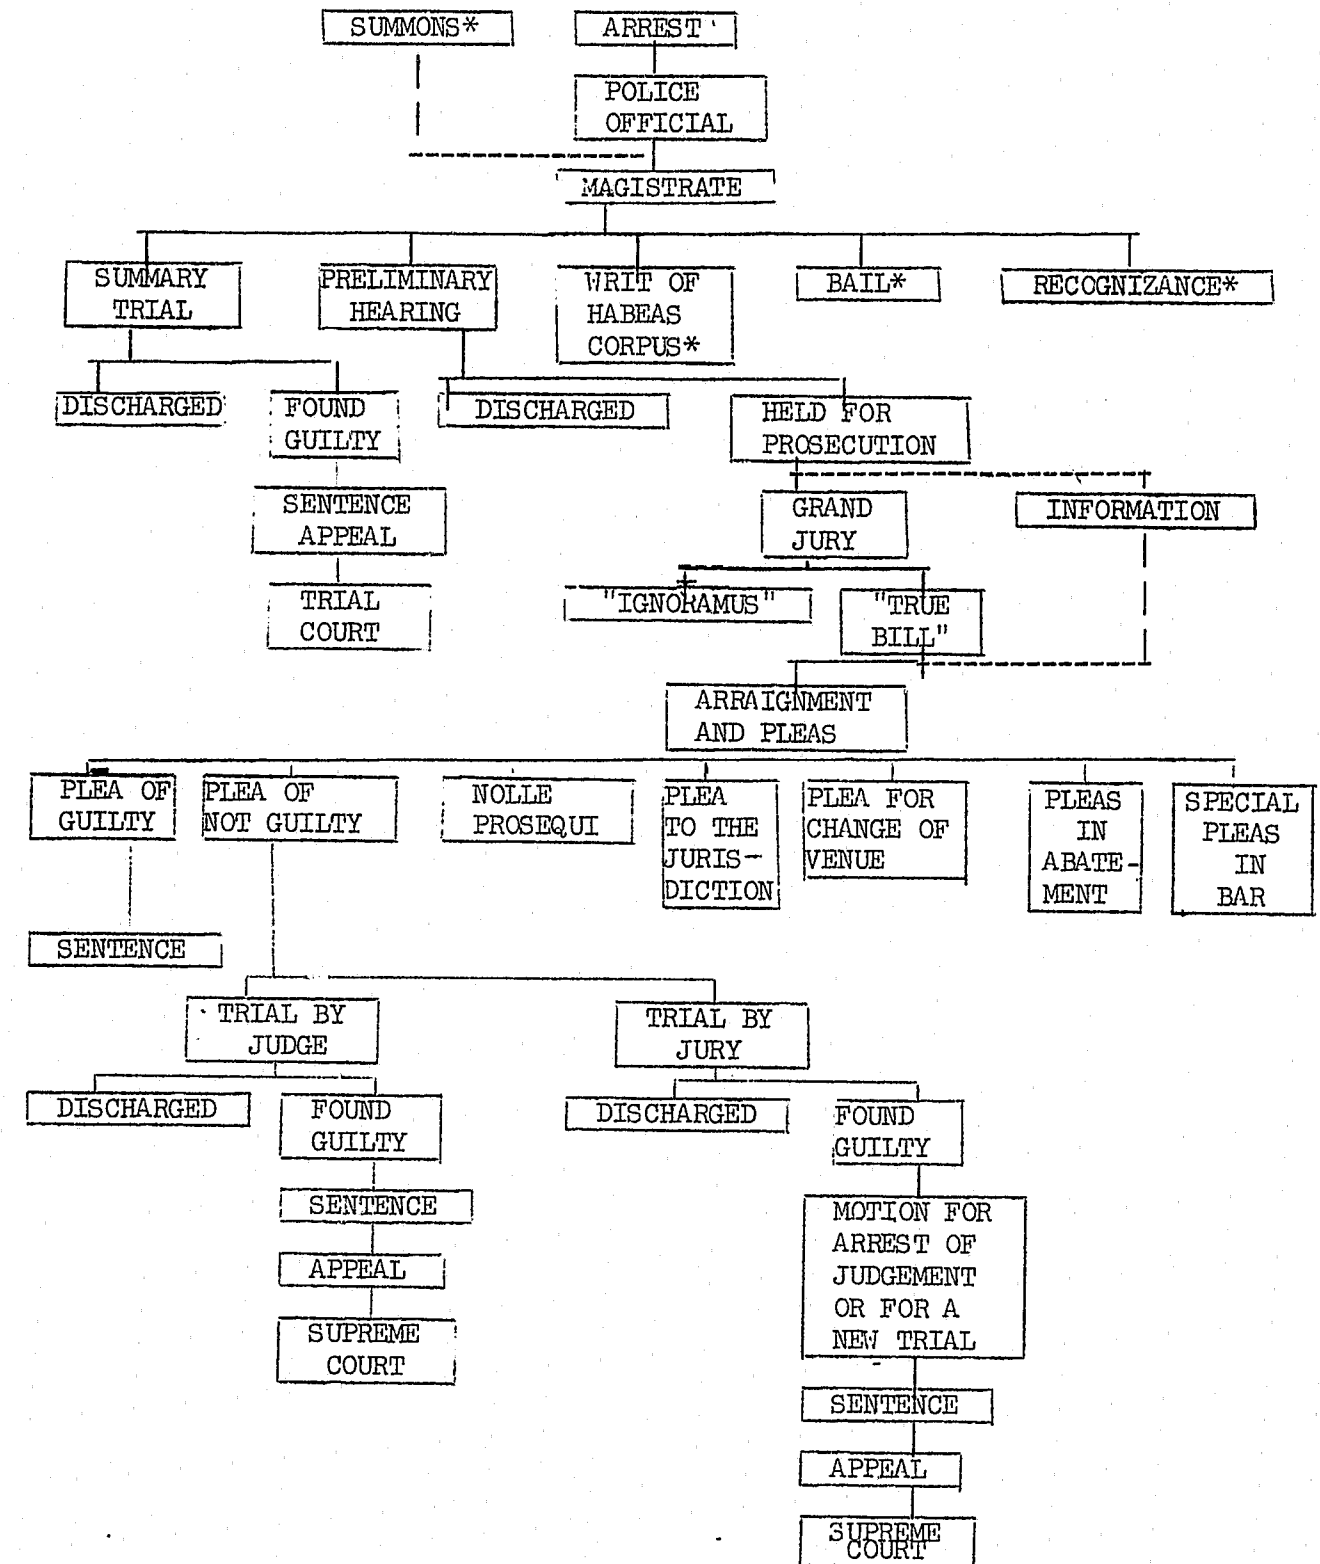 SUMMONS*
ARREST
POLICE
OFFICIAL
MAGISTRATE
SUMMARY
TRIAL
PRELIMINARY
HEARING
WRIT OF
HABEAS
CORPUS*
BAIL*
RECOGNIZANCE*
DISCHARGED
FOUND
GUILTY
DISCHARGED
HELD FOR
PROSECUTION
SENTENCE
APPEAL
GRAND
JURY
INFORMATION
TRIAL
COURT
"IGNORAMUS"
"TRUE
BILL"
ARRAIGNMENT
AND PLEAS
PLEA OF
GUILTY
PLEA OF
NOT GUILTY
NOLLE
PROSEQUI
PLEA
TO THE
JURIS-
DICTION
PLEA FOR
CHANGE OF
VENUE
PLEAS
IN
ABATE-
MENT
SPECIAL
PLEAS
IN
BAR
SENTENCE
TRIAL BY
JUDGE
TRIAL BY
JURY
DISCHARGED
FOUND
GUILTY
DISCHARGED
FOUND
GUILTY
SENTENCE
APPEAL
SUPREME
COURT
MOTION FOR
ARREST OF
JUDGEMENT
OR FOR A
NEW TRIAL
SENTENCE
APPEAL
SUPREME
COURT